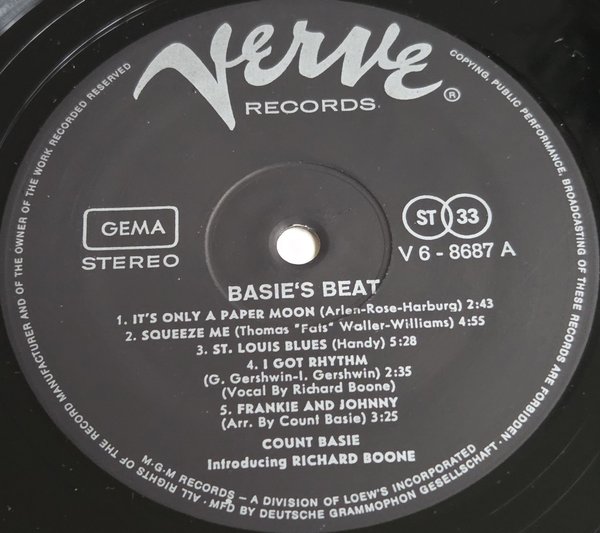 Verve
RECORDS ®
GEMA
STEREO
ST 33
V 6 - 8687 A
BASIE'S BEAT
1. IT'S ONLY A PAPER MOON (Arlen-Rose-Harburg) 2:43
2. SQUEEZE ME (Thomas "Fats" Waller-Williams) 4:55
3. ST. LOUIS BLUES (Handy) 5:28
4. I GOT RHYTHM
(G. Gershwin-I. Gershwin) 2:35
(Vocal By Richard Boone)
5. FRANKIE AND JOHNNY
(Arr. By Count Basie) 3:25
COUNT BASIE
Introducing RICHARD BOONE
M·G·M RECORDS – A DIVISION OF LOEW'S INCORPORATED
· ALL RIGHTS OF THE RECORD MANUFACTURER AND OF THE OWNER OF THE WORK RECORDED RESERVED
COPYING, PUBLIC PERFORMANCE, BROADCASTING OF THESE RECORDS ARE FORBIDDEN ·
MFD BY DEUTSCHE GRAMMOPHON GESELLSCHAFT ·